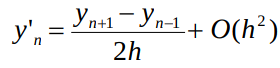 y'ₙ = (yₙ₊₁ − yₙ₋₁) / 2h + O(h²)